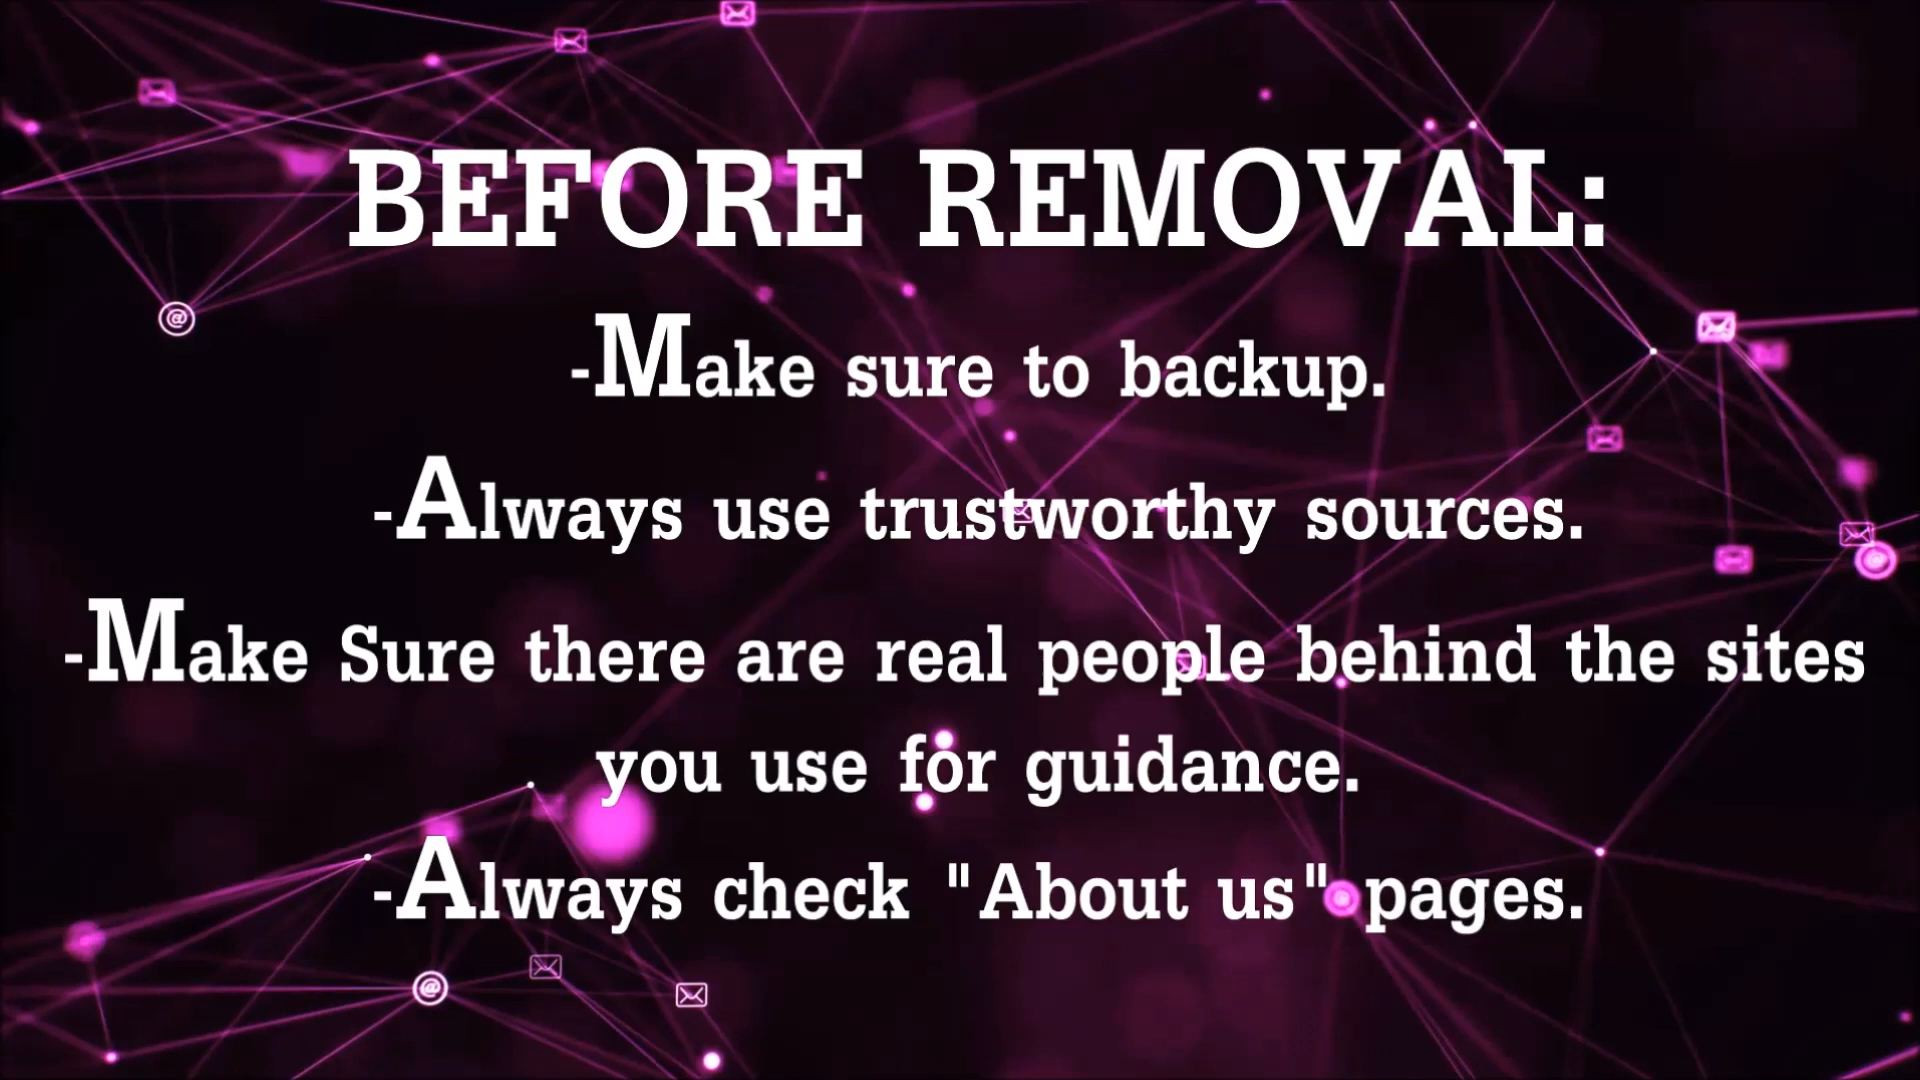 BEFORE REMOVAL:
-Make sure to backup.
-Always use trustworthy sources.
-Make Sure there are real people behind the sites
you use for guidance.
-Always check "About us" pages.